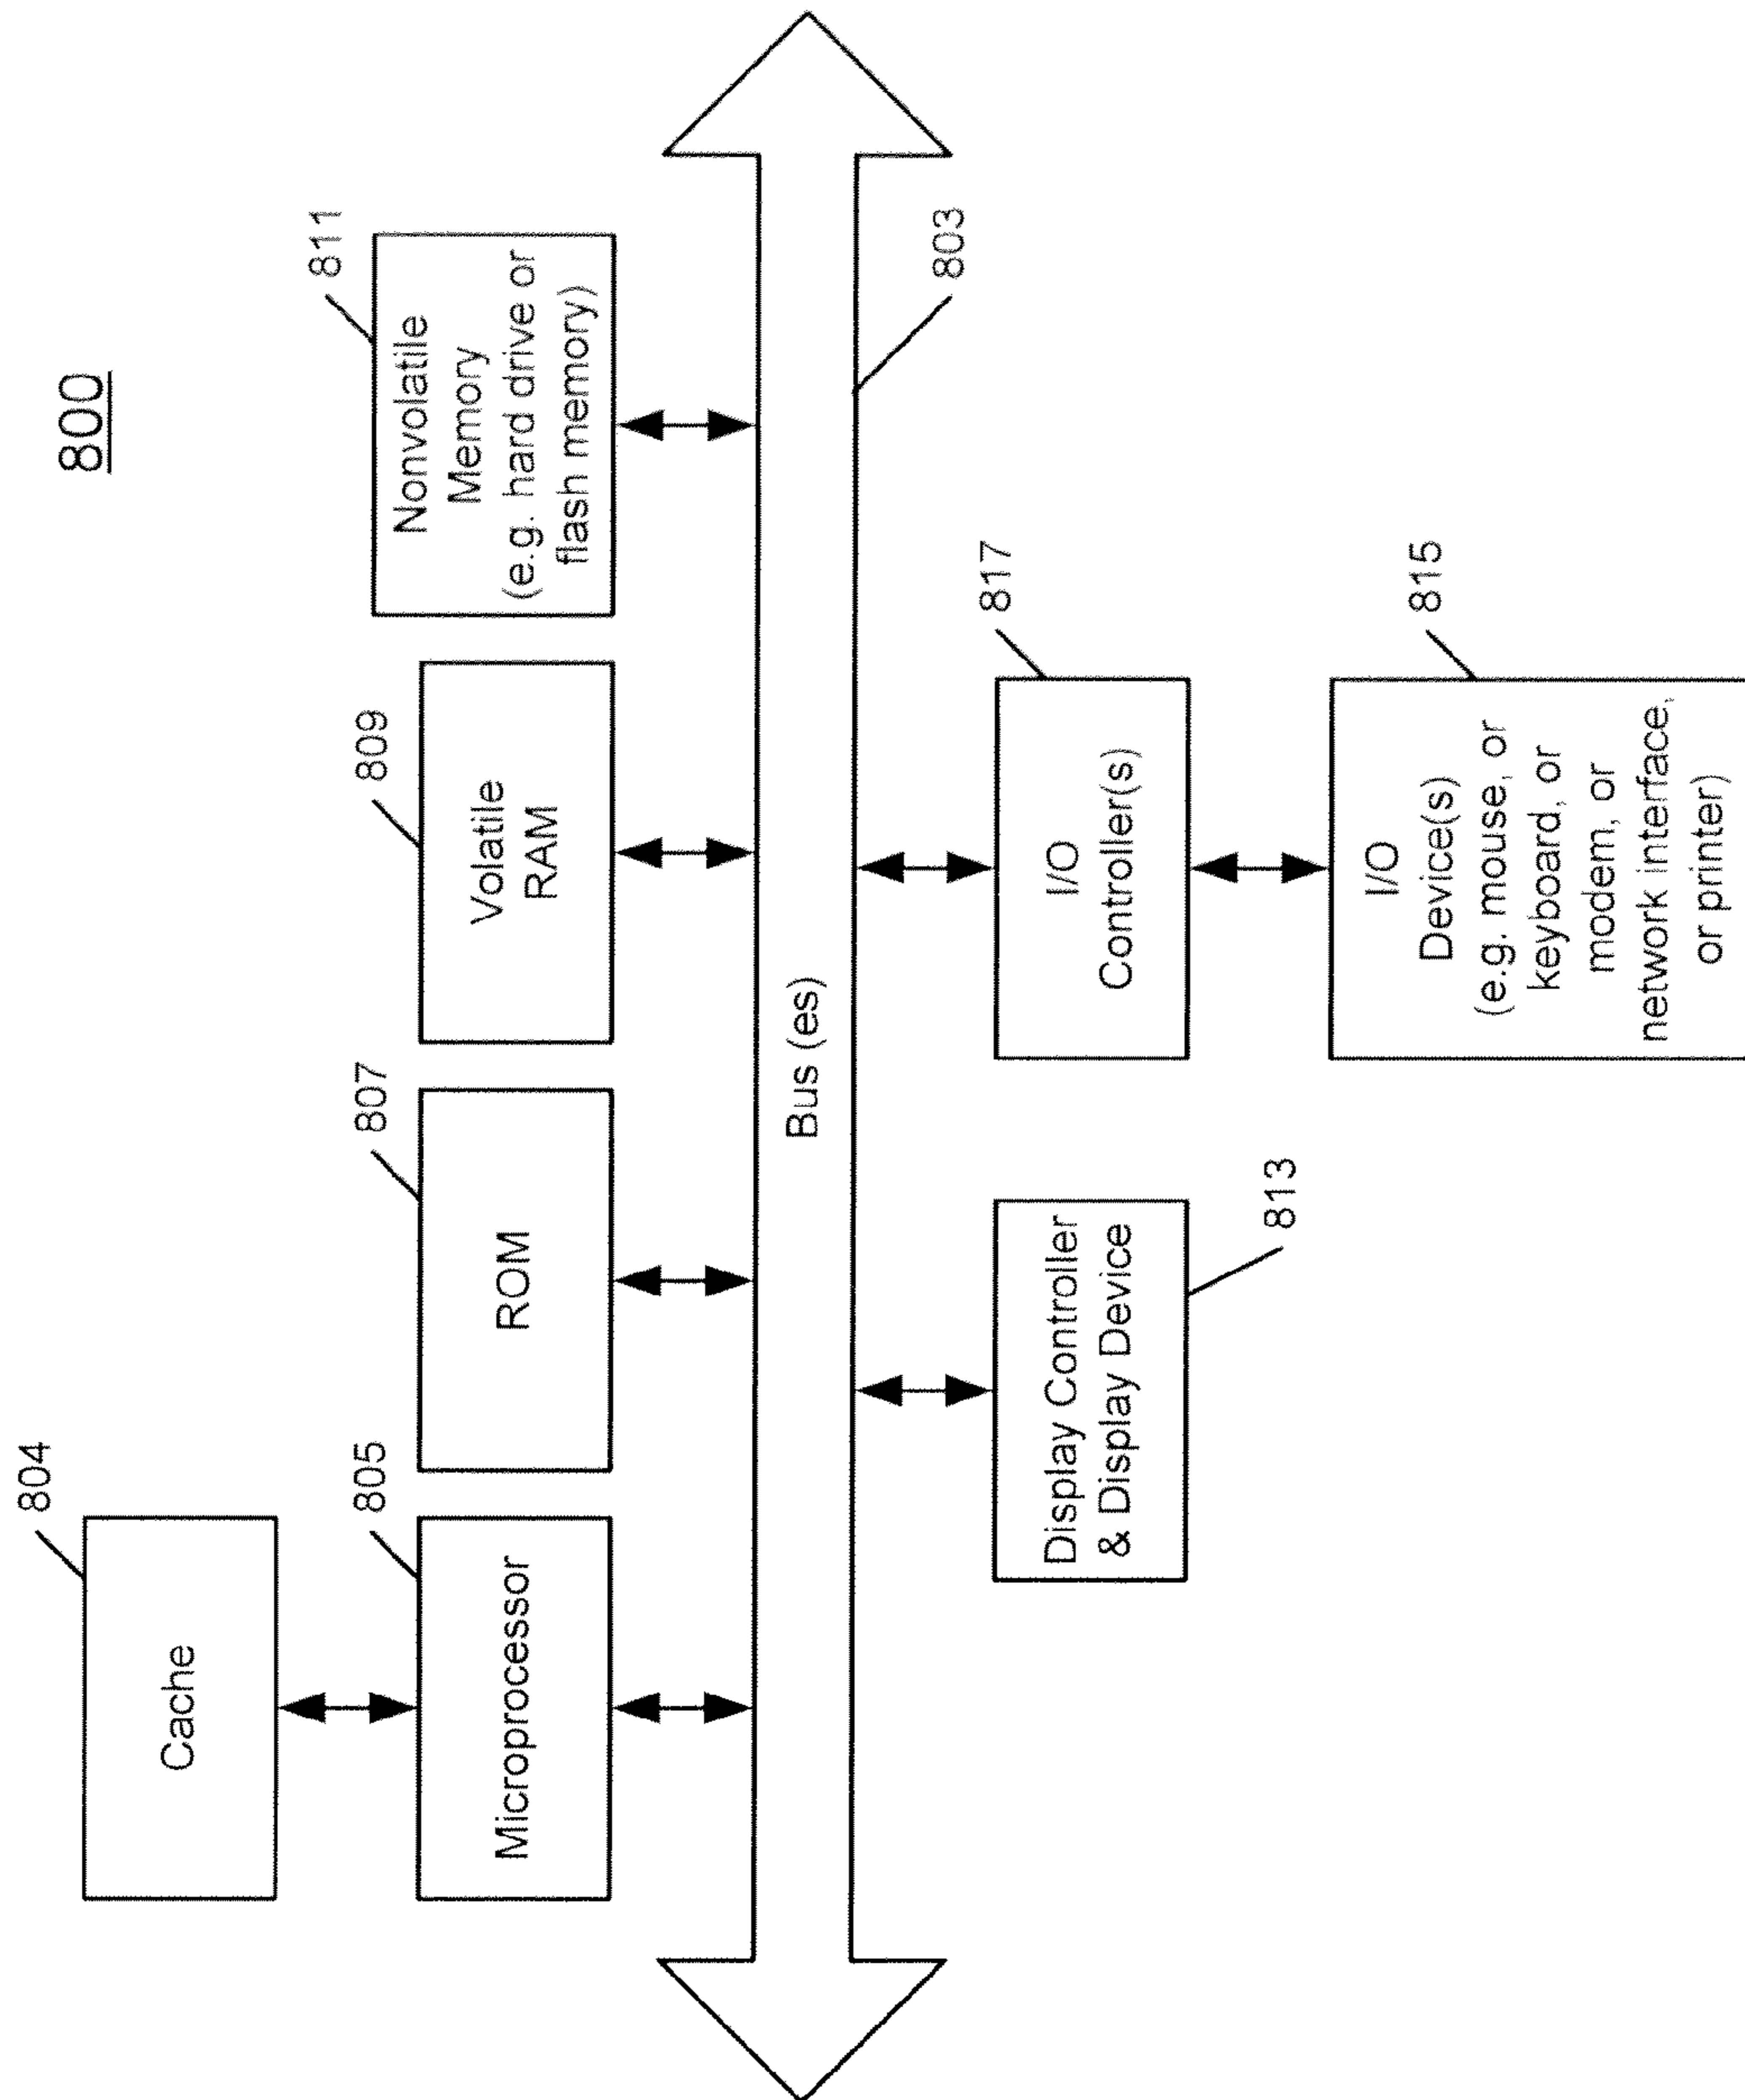 800
804
Cache
805
Microprocessor
807
ROM
809
Volatile
RAM
811
Nonvolatile
Memory
(e.g. hard drive or
flash memory)
Bus (es)
803
813
Display Controller
& Display Device
817
I/O
Controller(s)
815
I/O
Device(s)
(e.g. mouse, or
keyboard, or
modem, or
network interface,
or printer)